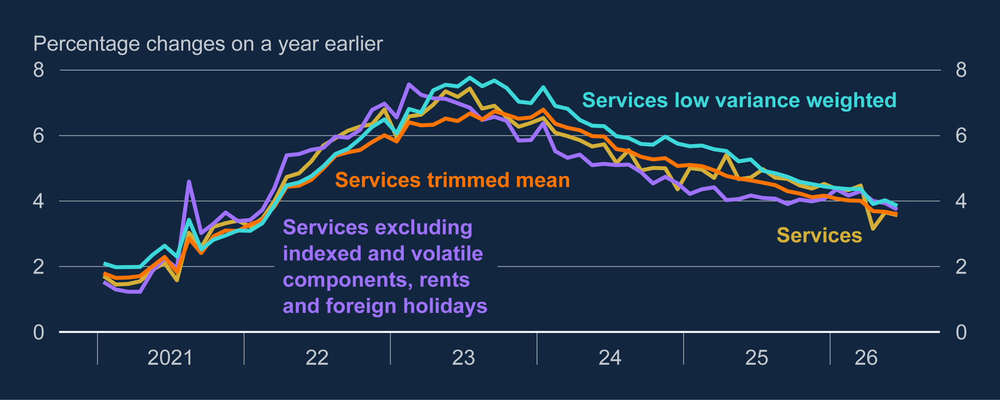 Percentage changes on a year earlier
8 8
Services low variance weighted
6 6
Services trimmed mean
4 4
Services excluding
indexed and volatile
components, rents
and foreign holidays
Services
2 2
0 0
2021 22 23 24 25 26